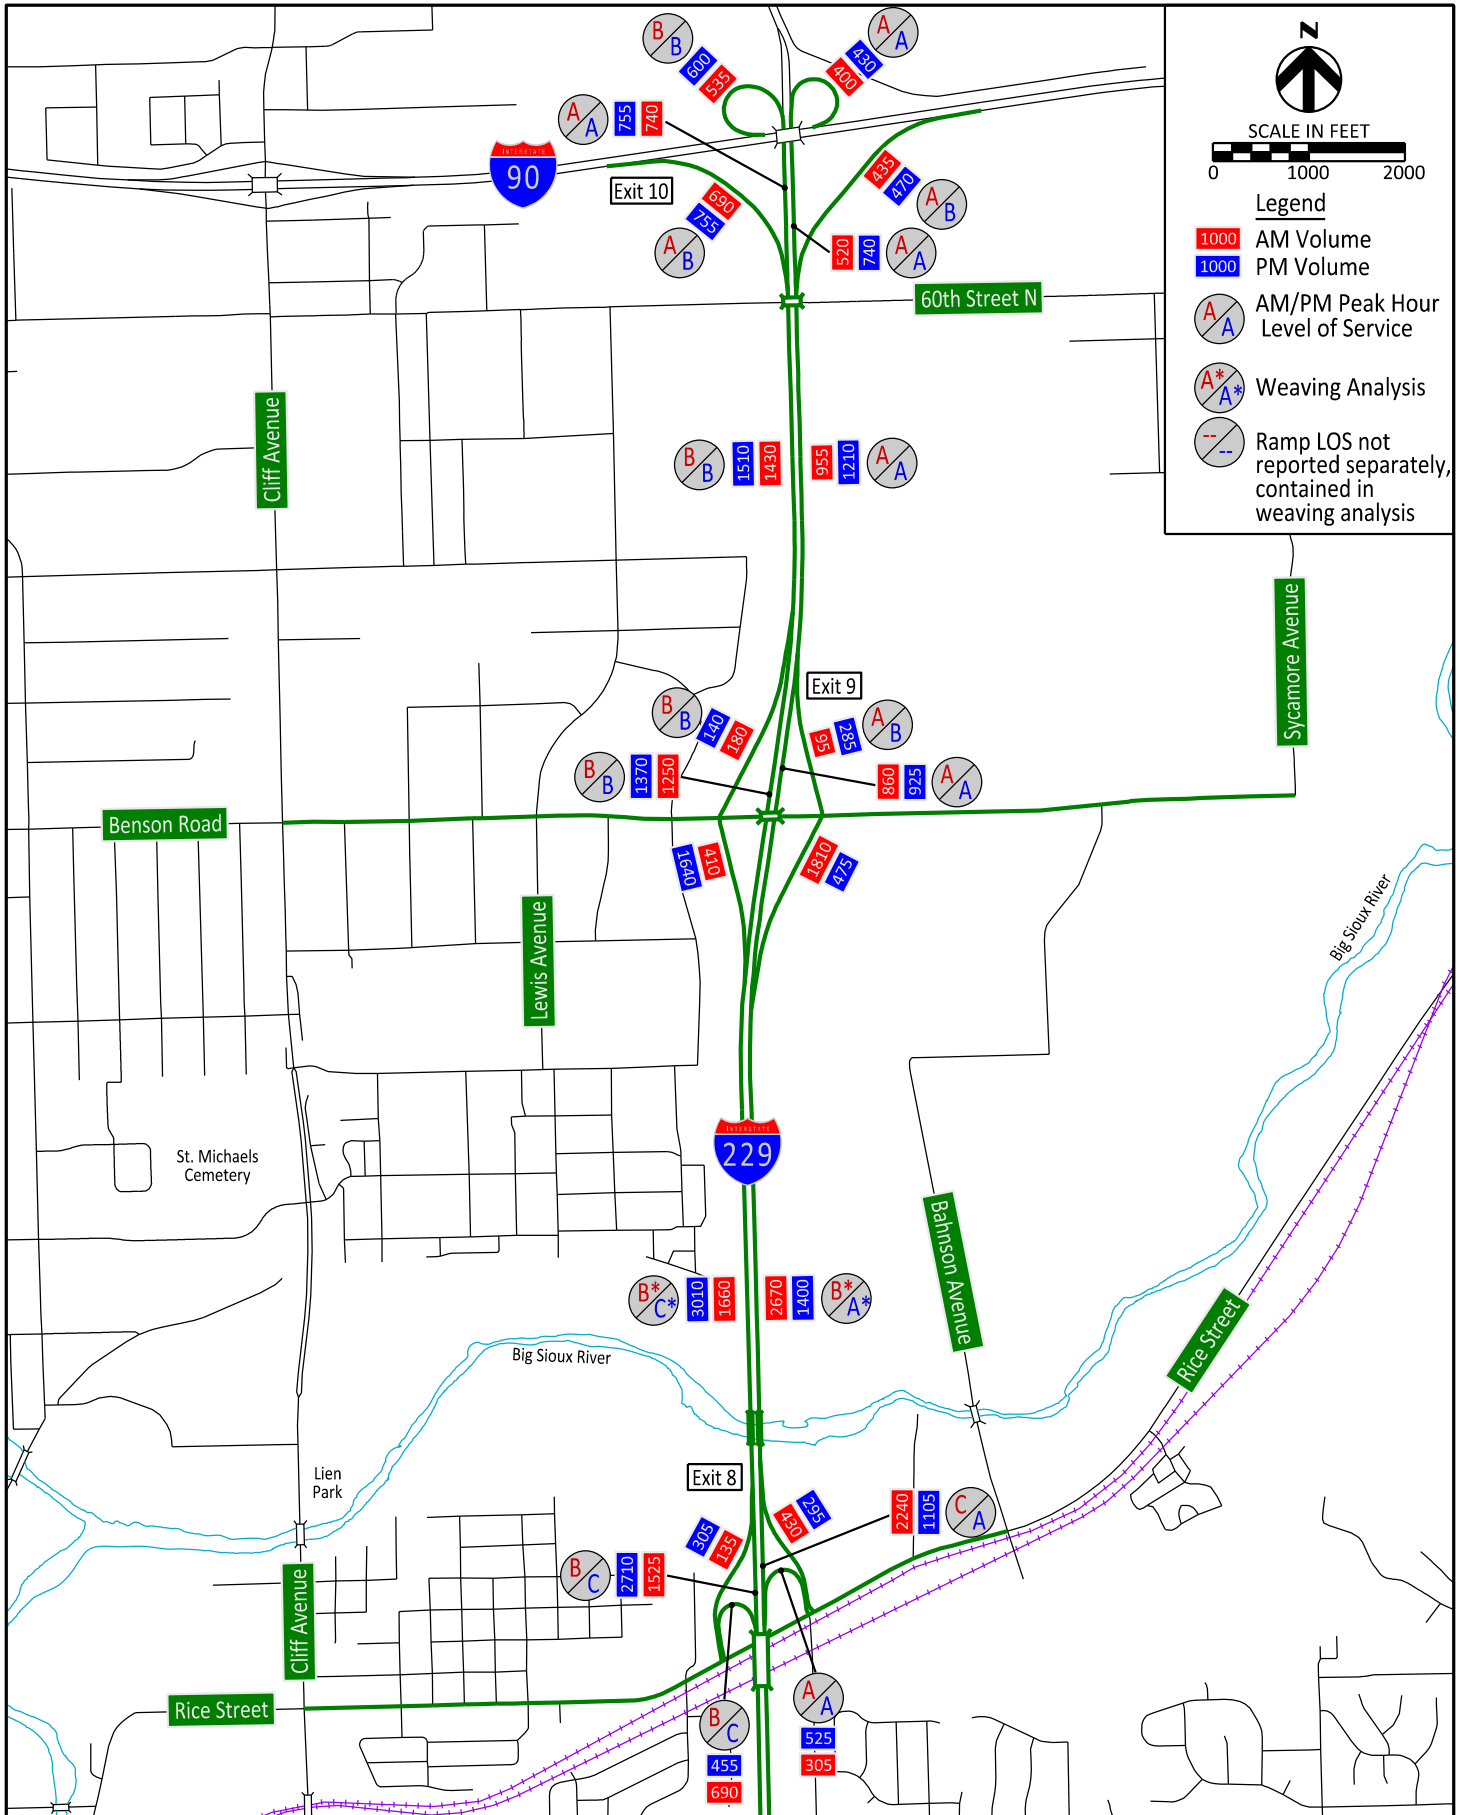 B
B
600
535
A
A
430
400
N
SCALE IN FEET
0 1000 2000
Legend
1000 AM Volume
1000 PM Volume
A
A
AM/PM Peak Hour
Level of Service
A*
A*
Weaving Analysis
--
--
Ramp LOS not
reported separately,
contained in
weaving analysis
A
A
755
740
INTERSTATE
90
Exit 10
690
755
A
B
435
470
A
B
520
740
A
A
60th Street N
Cliff Avenue
B
B
1510
1430
955
1210
A
A
Sycamore Avenue
Exit 9
B
B
140
180
95
285
A
B
B
B
1370
1250
860
925
A
A
Benson Road
1640
410
1810
475
Lewis Avenue
Big Sioux River
INTERSTATE
229
St. Michaels
Cemetery
Bahnson Avenue
B*
C*
3010
1660
2670
1400
B*
A*
Rice Street
Big Sioux River
Lien
Park
Exit 8
305
135
430
295
2240
1105
C
A
B
C
2710
1525
Cliff Avenue
Rice Street
B
C
455
690
A
A
525
305